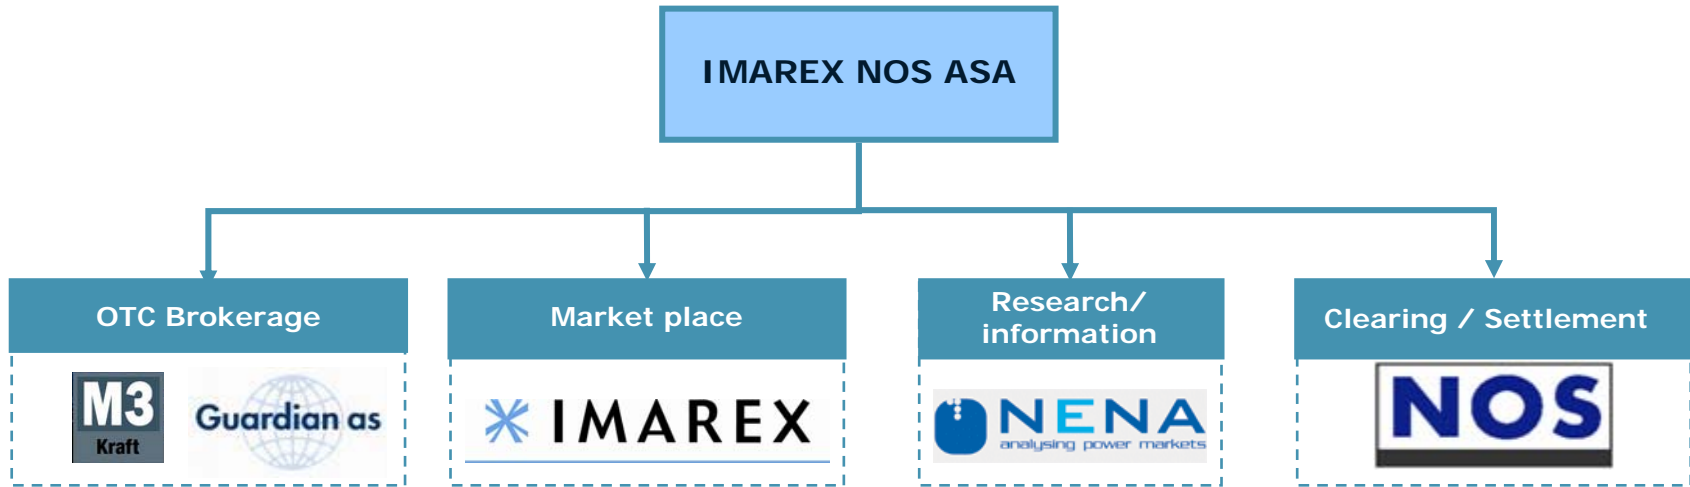 IMAREX NOS ASA
OTC Brokerage
Market place
Research/
information
Clearing / Settlement
M3
Kraft
Guardian as
IMAREX
NENA
analysing power markets
NOS